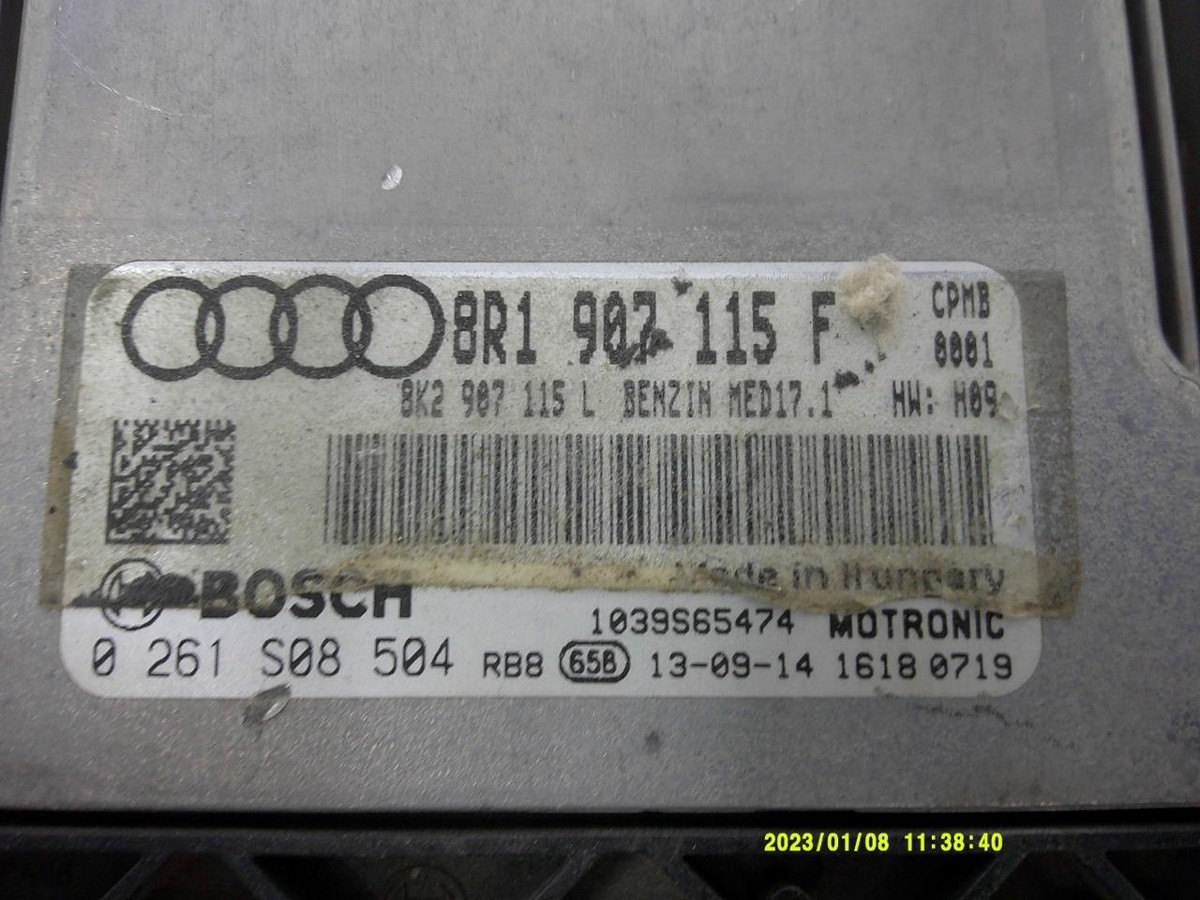 8R1 907 115 F
CPMB
0001
8K2 907 115 L BENZIN MED17.1 HW: H09
Made in Hungary
BOSCH
1039S65474 MOTRONIC
0 261 S08 504 RB8 65B 13-09-14 1618 0719
2023/01/08 11:38:40